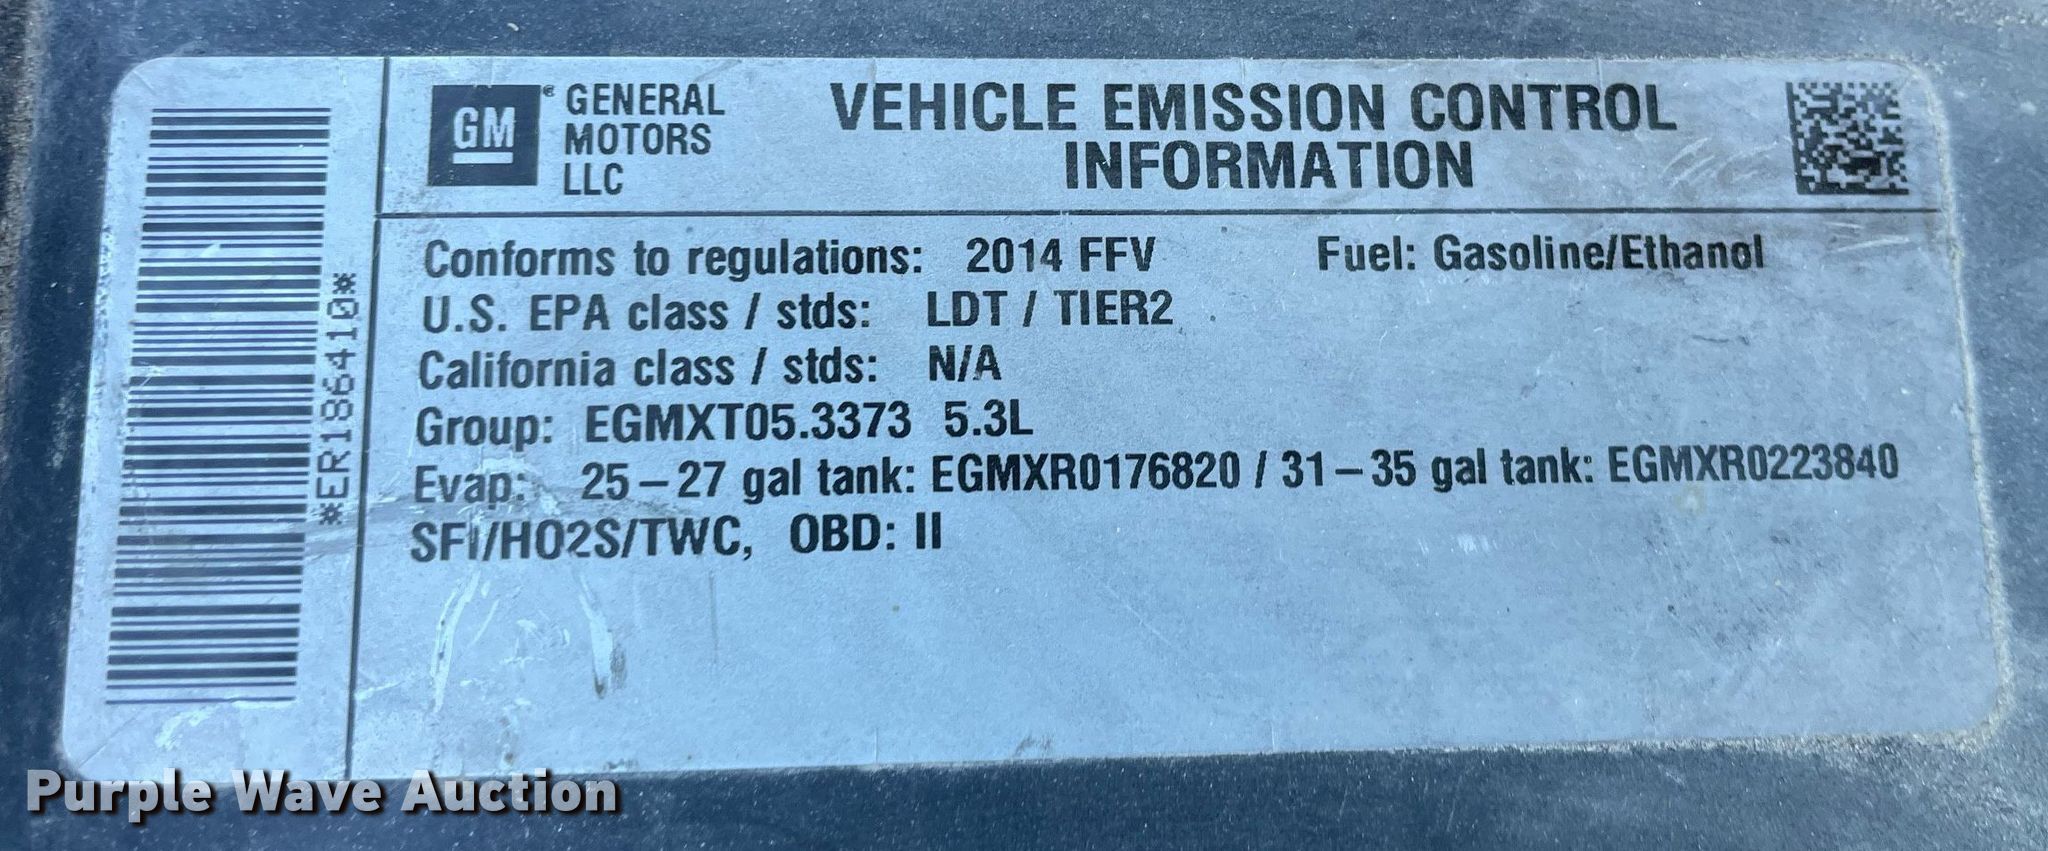 *ER186410*
GM
® GENERAL
MOTORS
LLC
VEHICLE EMISSION CONTROL
INFORMATION
Conforms to regulations: 2014 FFV Fuel: Gasoline/Ethanol
U.S. EPA class / stds: LDT / TIER2
California class / stds: N/A
Group: EGMXT05.3373 5.3L
Evap: 25–27 gal tank: EGMXR0176820 / 31–35 gal tank: EGMXR0223840
SFI/HO2S/TWC, OBD: II
Purple Wave Auction